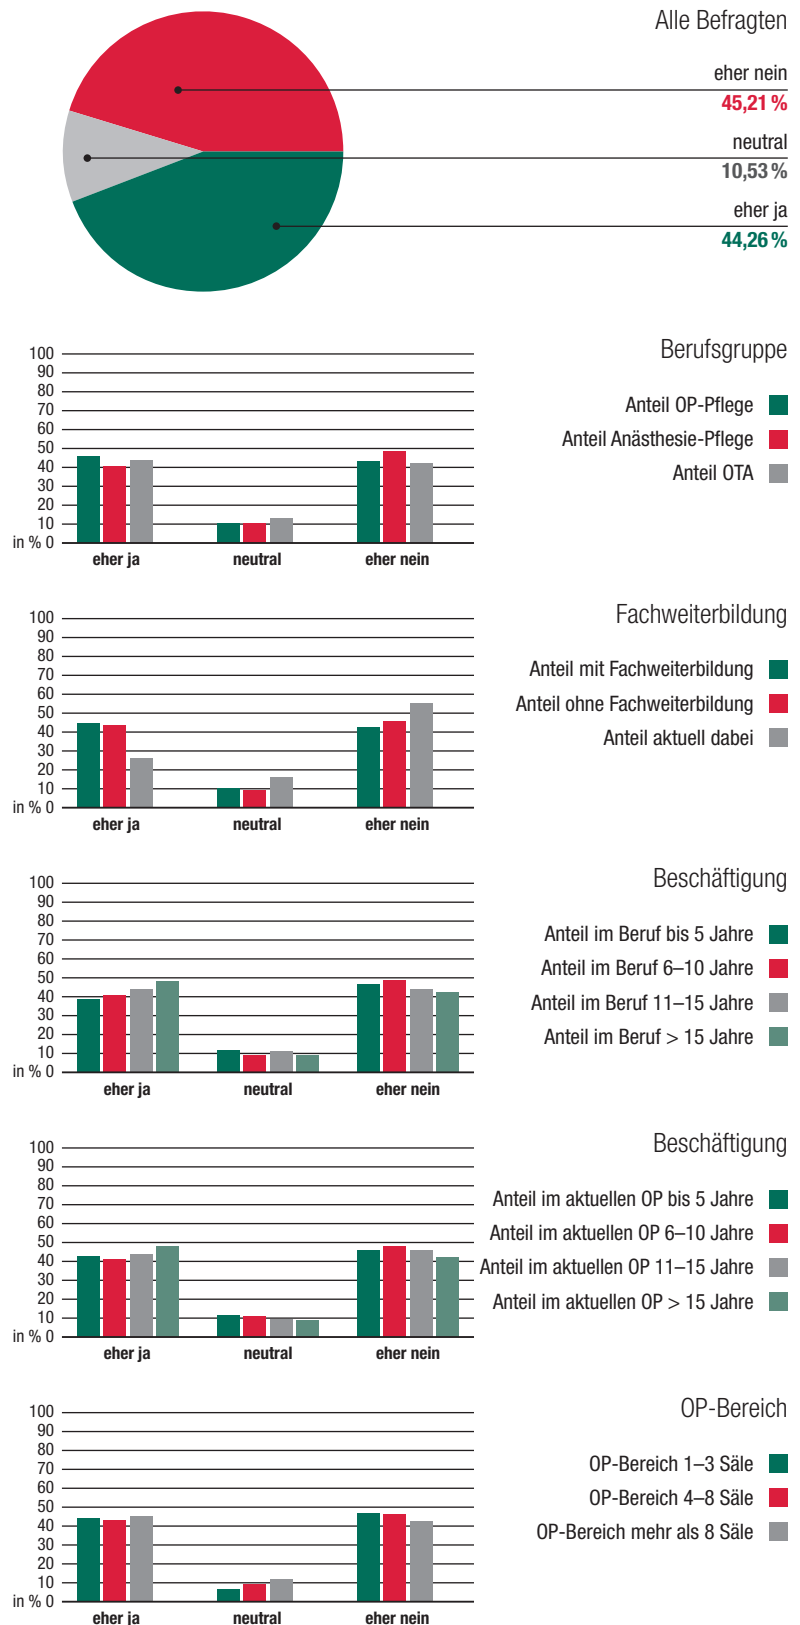 Alle Befragten
eher nein
45,21 %
neutral
10,53 %
eher ja
44,26 %
Berufsgruppe
100
90
80
70
60
50
40
30
20
10
in % 0
eher ja neutral eher nein
Anteil OP-Pflege
Anteil Anästhesie-Pflege
Anteil OTA
Fachweiterbildung
100
90
80
70
60
50
40
30
20
10
in % 0
eher ja neutral eher nein
Anteil mit Fachweiterbildung
Anteil ohne Fachweiterbildung
Anteil aktuell dabei
Beschäftigung
100
90
80
70
60
50
40
30
20
10
in % 0
eher ja neutral eher nein
Anteil im Beruf bis 5 Jahre
Anteil im Beruf 6–10 Jahre
Anteil im Beruf 11–15 Jahre
Anteil im Beruf > 15 Jahre
Beschäftigung
100
90
80
70
60
50
40
30
20
10
in % 0
eher ja neutral eher nein
Anteil im aktuellen OP bis 5 Jahre
Anteil im aktuellen OP 6–10 Jahre
Anteil im aktuellen OP 11–15 Jahre
Anteil im aktuellen OP > 15 Jahre
OP-Bereich
100
90
80
70
60
50
40
30
20
10
in % 0
eher ja neutral eher nein
OP-Bereich 1–3 Säle
OP-Bereich 4–8 Säle
OP-Bereich mehr als 8 Säle